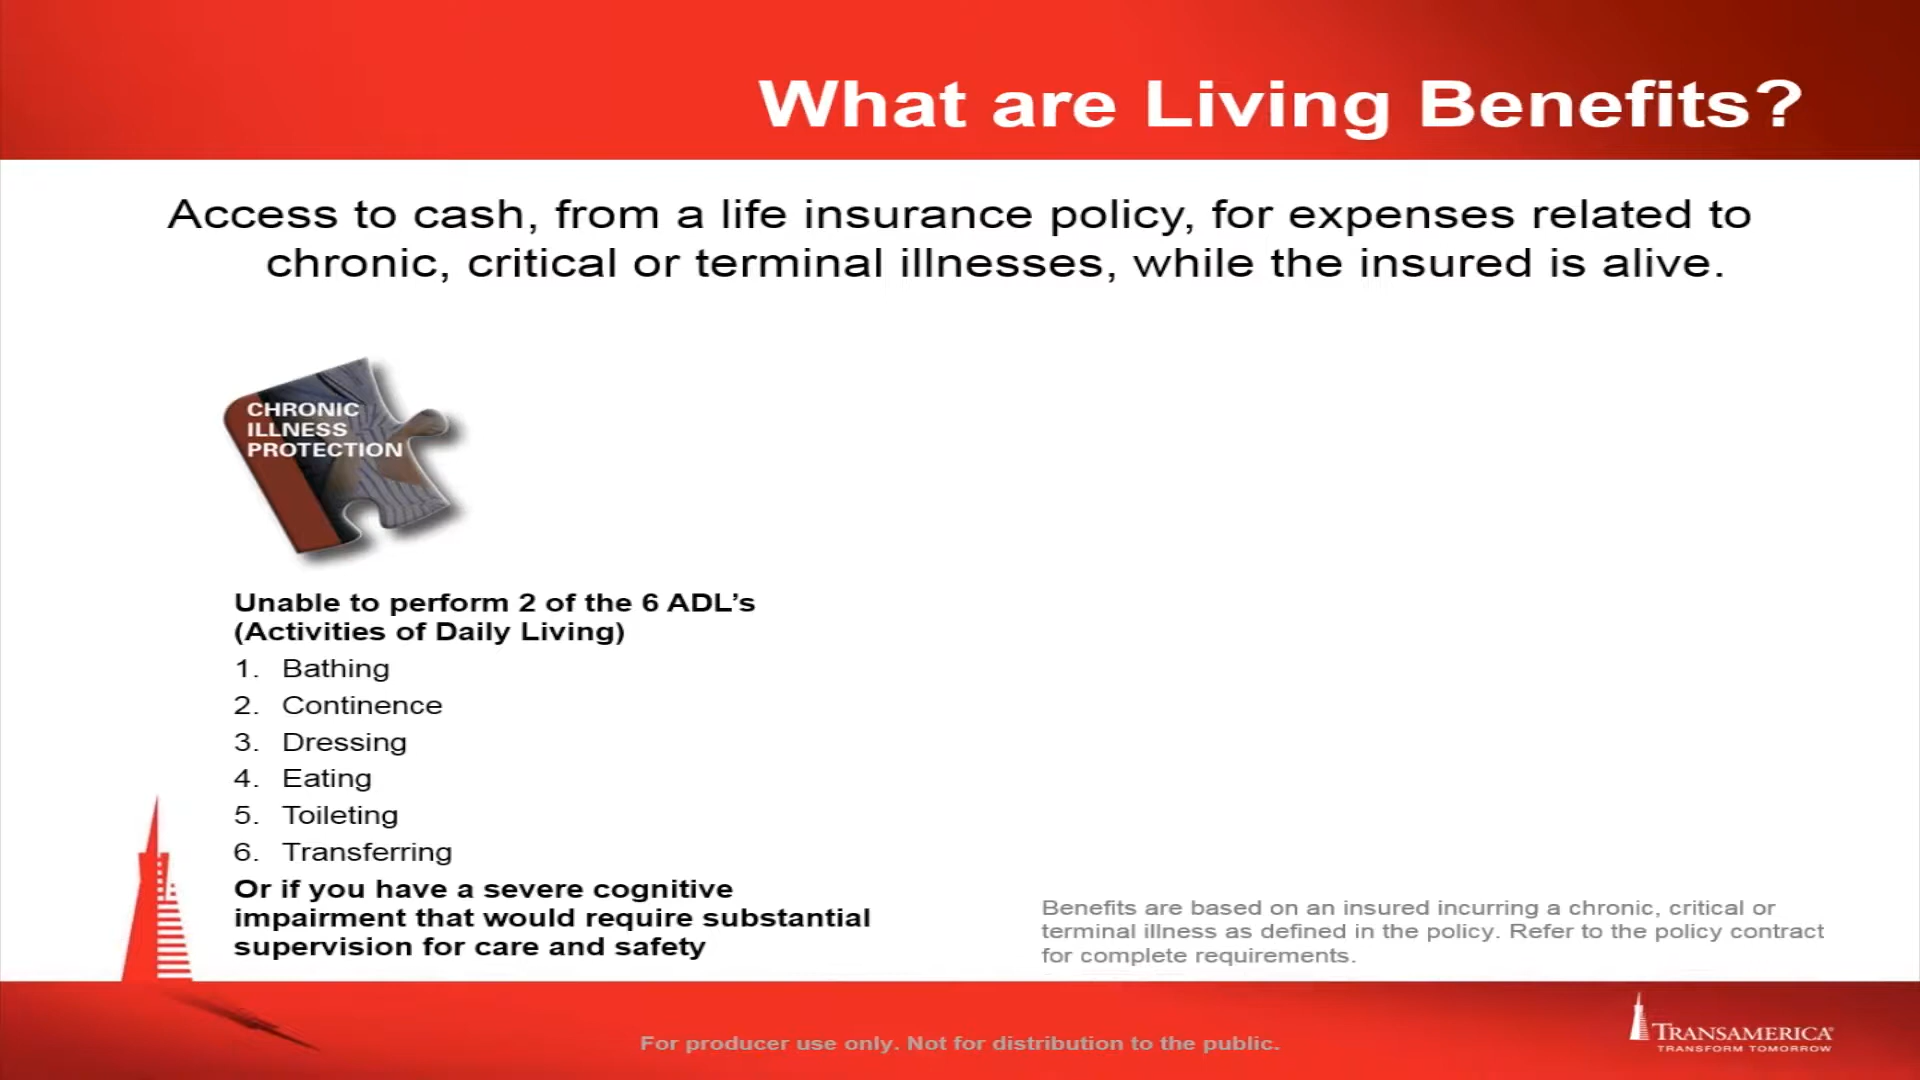 What are Living Benefits?
Access to cash, from a life insurance policy, for expenses related to
chronic, critical or terminal illnesses, while the insured is alive.
CHRONIC
ILLNESS
PROTECTION
Unable to perform 2 of the 6 ADL’s
(Activities of Daily Living)
1. Bathing
2. Continence
3. Dressing
4. Eating
5. Toileting
6. Transferring
Or if you have a severe cognitive
impairment that would require substantial
supervision for care and safety
Benefits are based on an insured incurring a chronic, critical or
terminal illness as defined in the policy. Refer to the policy contract
for complete requirements.
For producer use only. Not for distribution to the public.
TRANSAMERICA®
TRANSFORM TOMORROW